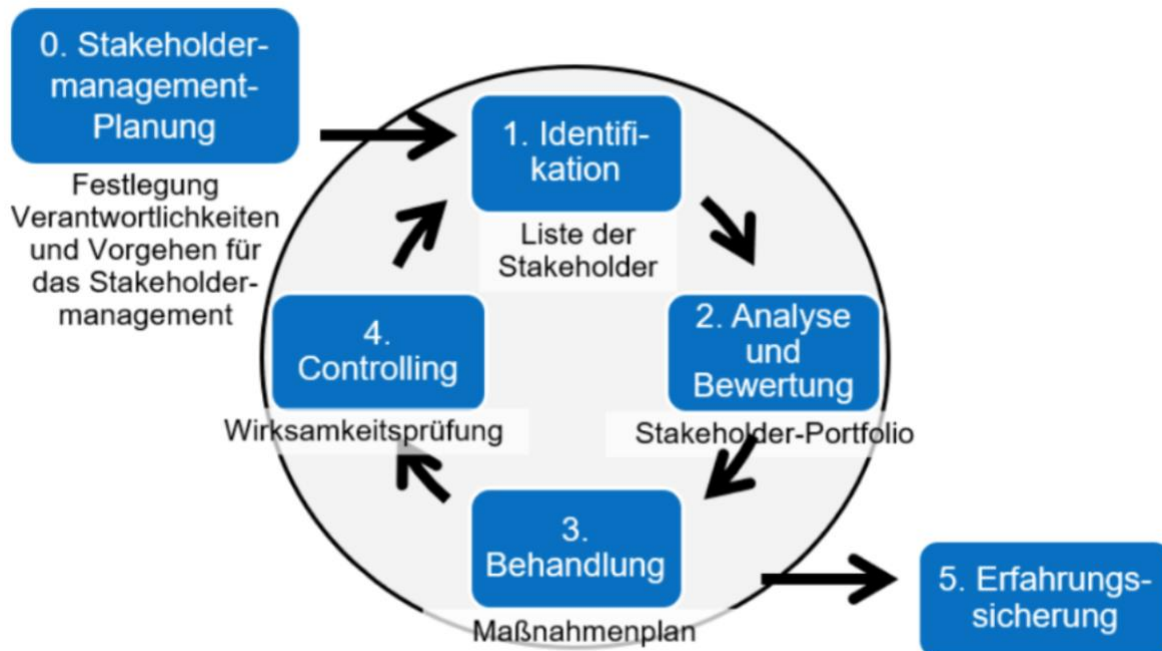 0. Stakeholder-
management-
Planung
Festlegung
Verantwortlichkeiten
und Vorgehen für
das Stakeholder-
management
1. Identifi-
kation
Liste der
Stakeholder
2. Analyse
und
Bewertung
Stakeholder-Portfolio
3.
Behandlung
Maßnahmenplan
4.
Controlling
Wirksamkeitsprüfung
5. Erfahrungs-
sicherung